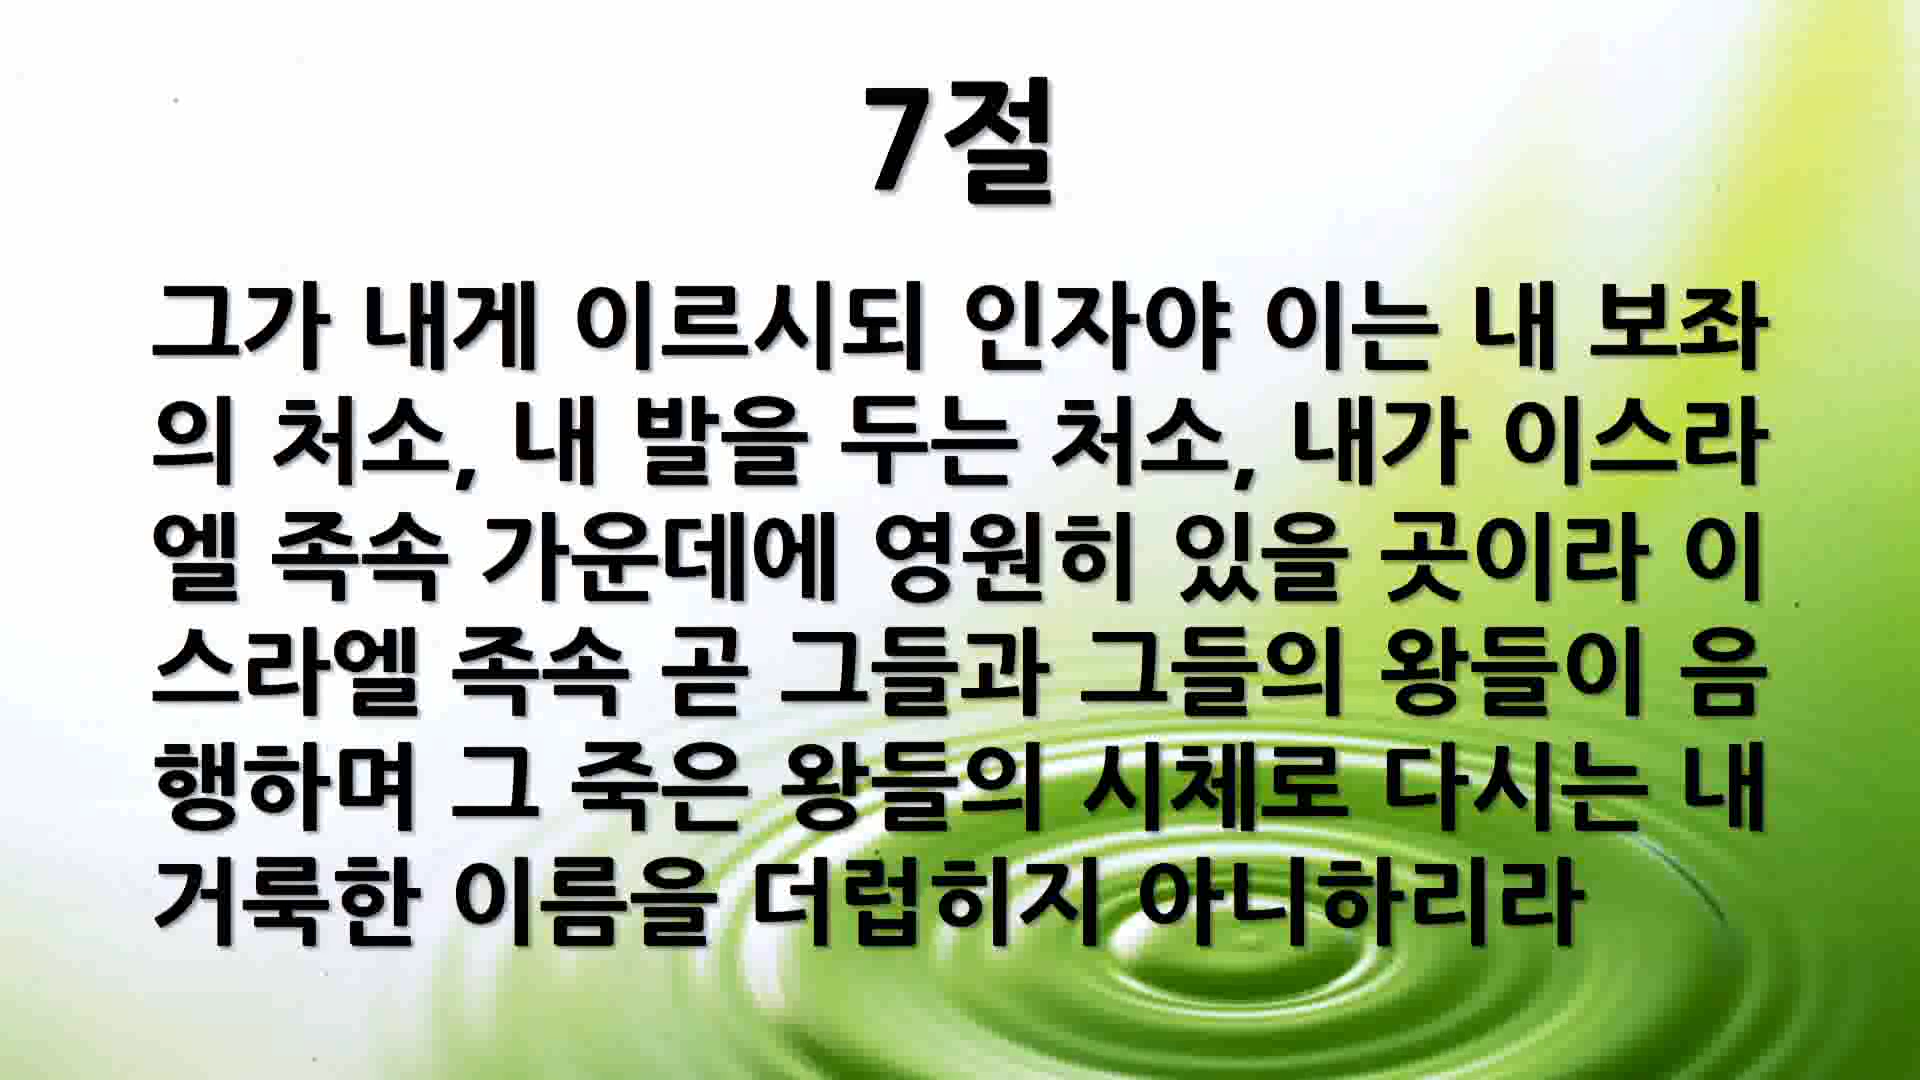 7절
그가 내게 이르시되 인자야 이는 내 보좌
의 처소, 내 발을 두는 처소, 내가 이스라
엘 족속 가운데에 영원히 있을 곳이라 이
스라엘 족속 곧 그들과 그들의 왕들이 음
행하며 그 죽은 왕들의 시체로 다시는 내
거룩한 이름을 더럽히지 아니하리라